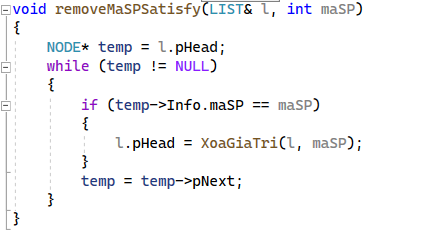 void removeMaSPSatisfy(LIST& l, int maSP)
{
    NODE* temp = l.pHead;
    while (temp != NULL)
    {
        if (temp->Info.maSP == maSP)
        {
            l.pHead = XoaGiaTri(l, maSP);
        }
        temp = temp->pNext;
    }
}